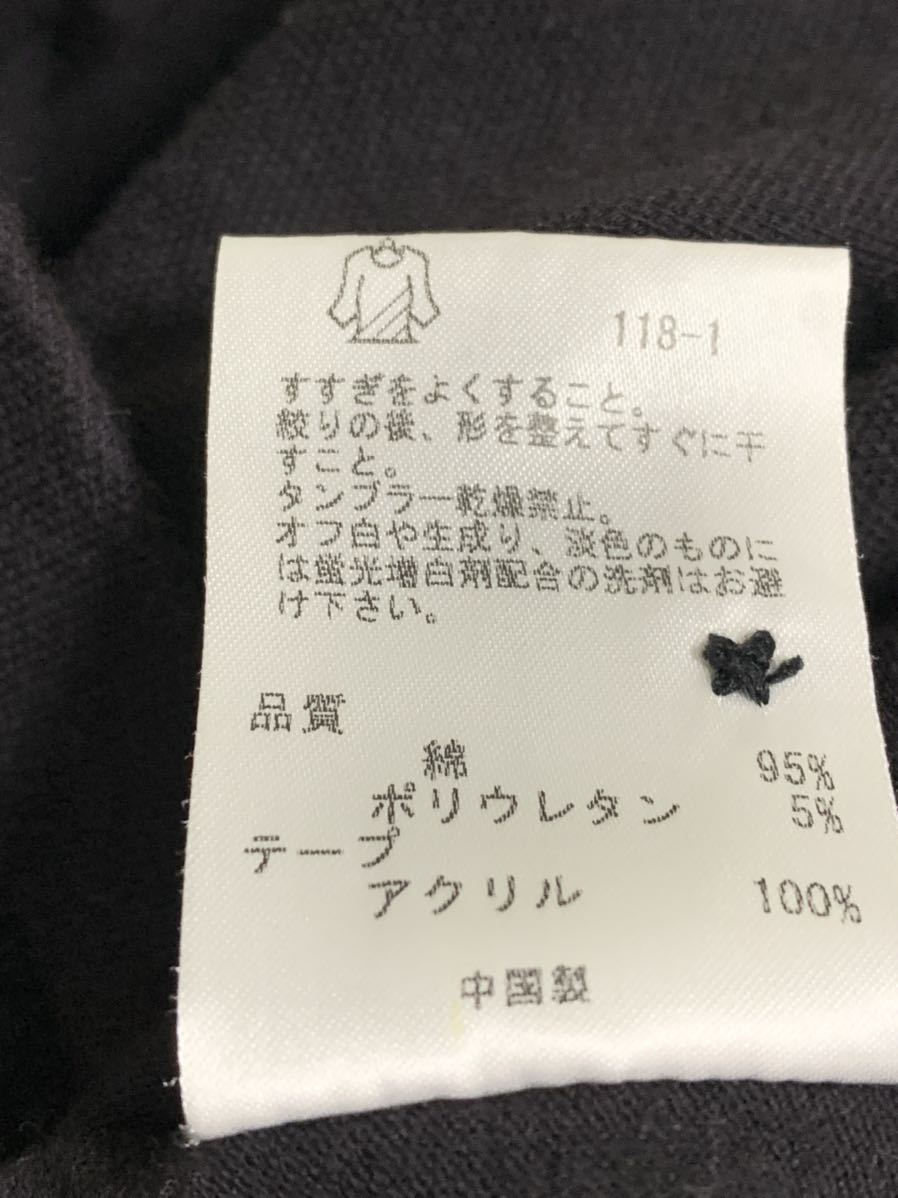 118-1
すすぎをよくすること。
絞りの後、形を整えてすぐに干
すこと。
タンブラー乾燥禁止。
オフ白や生成り、淡色のものに
は蛍光増白剤配合の洗剤はお避
け下さい。
品質
綿 95%
ポリウレタン 5%
テープ
アクリル 100%
中国製